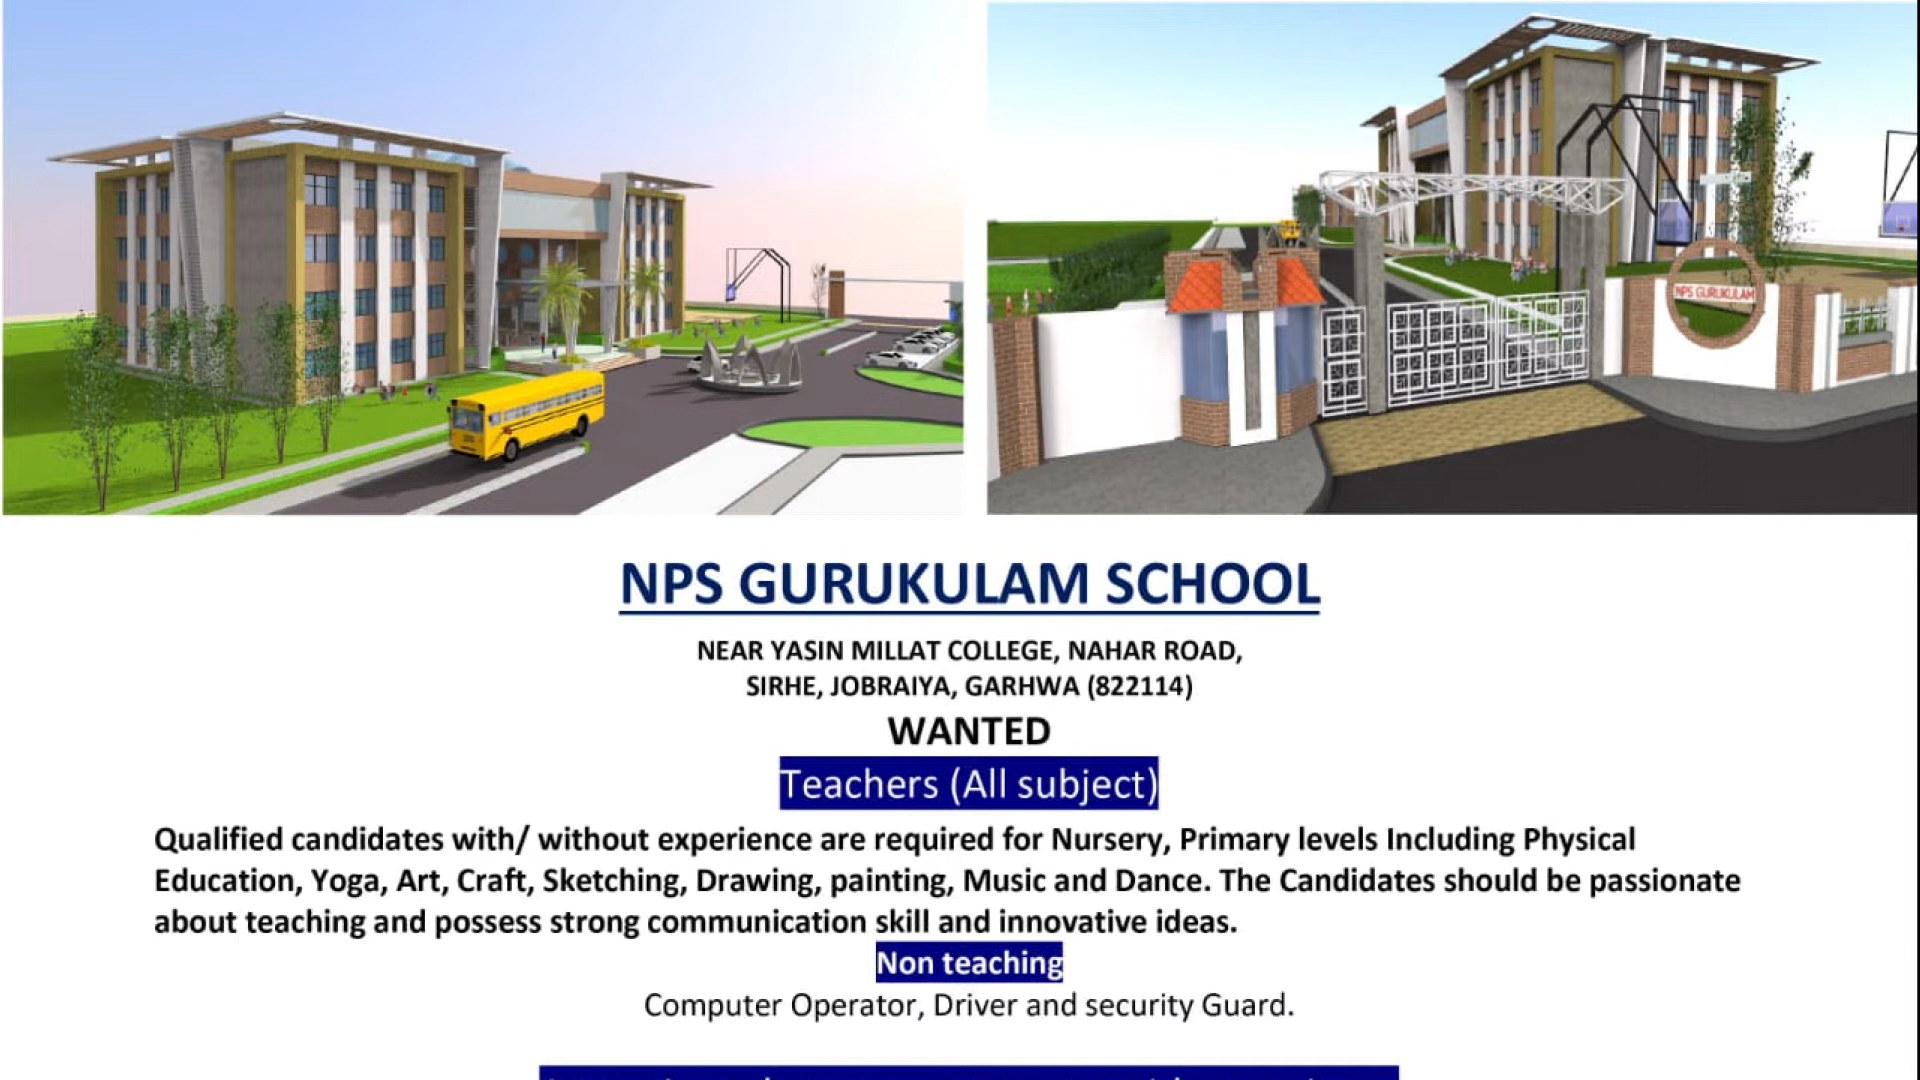 NPS GURUKULAM
NPS GURUKULAM SCHOOL
NEAR YASIN MILLAT COLLEGE, NAHAR ROAD,
SIRHE, JOBRAIYA, GARHWA (822114)
WANTED
Teachers (All subject)
Qualified candidates with/ without experience are required for Nursery, Primary levels Including Physical
Education, Yoga, Art, Craft, Sketching, Drawing, painting, Music and Dance. The Candidates should be passionate
about teaching and possess strong communication skill and innovative ideas.
Non teaching
Computer Operator, Driver and security Guard.